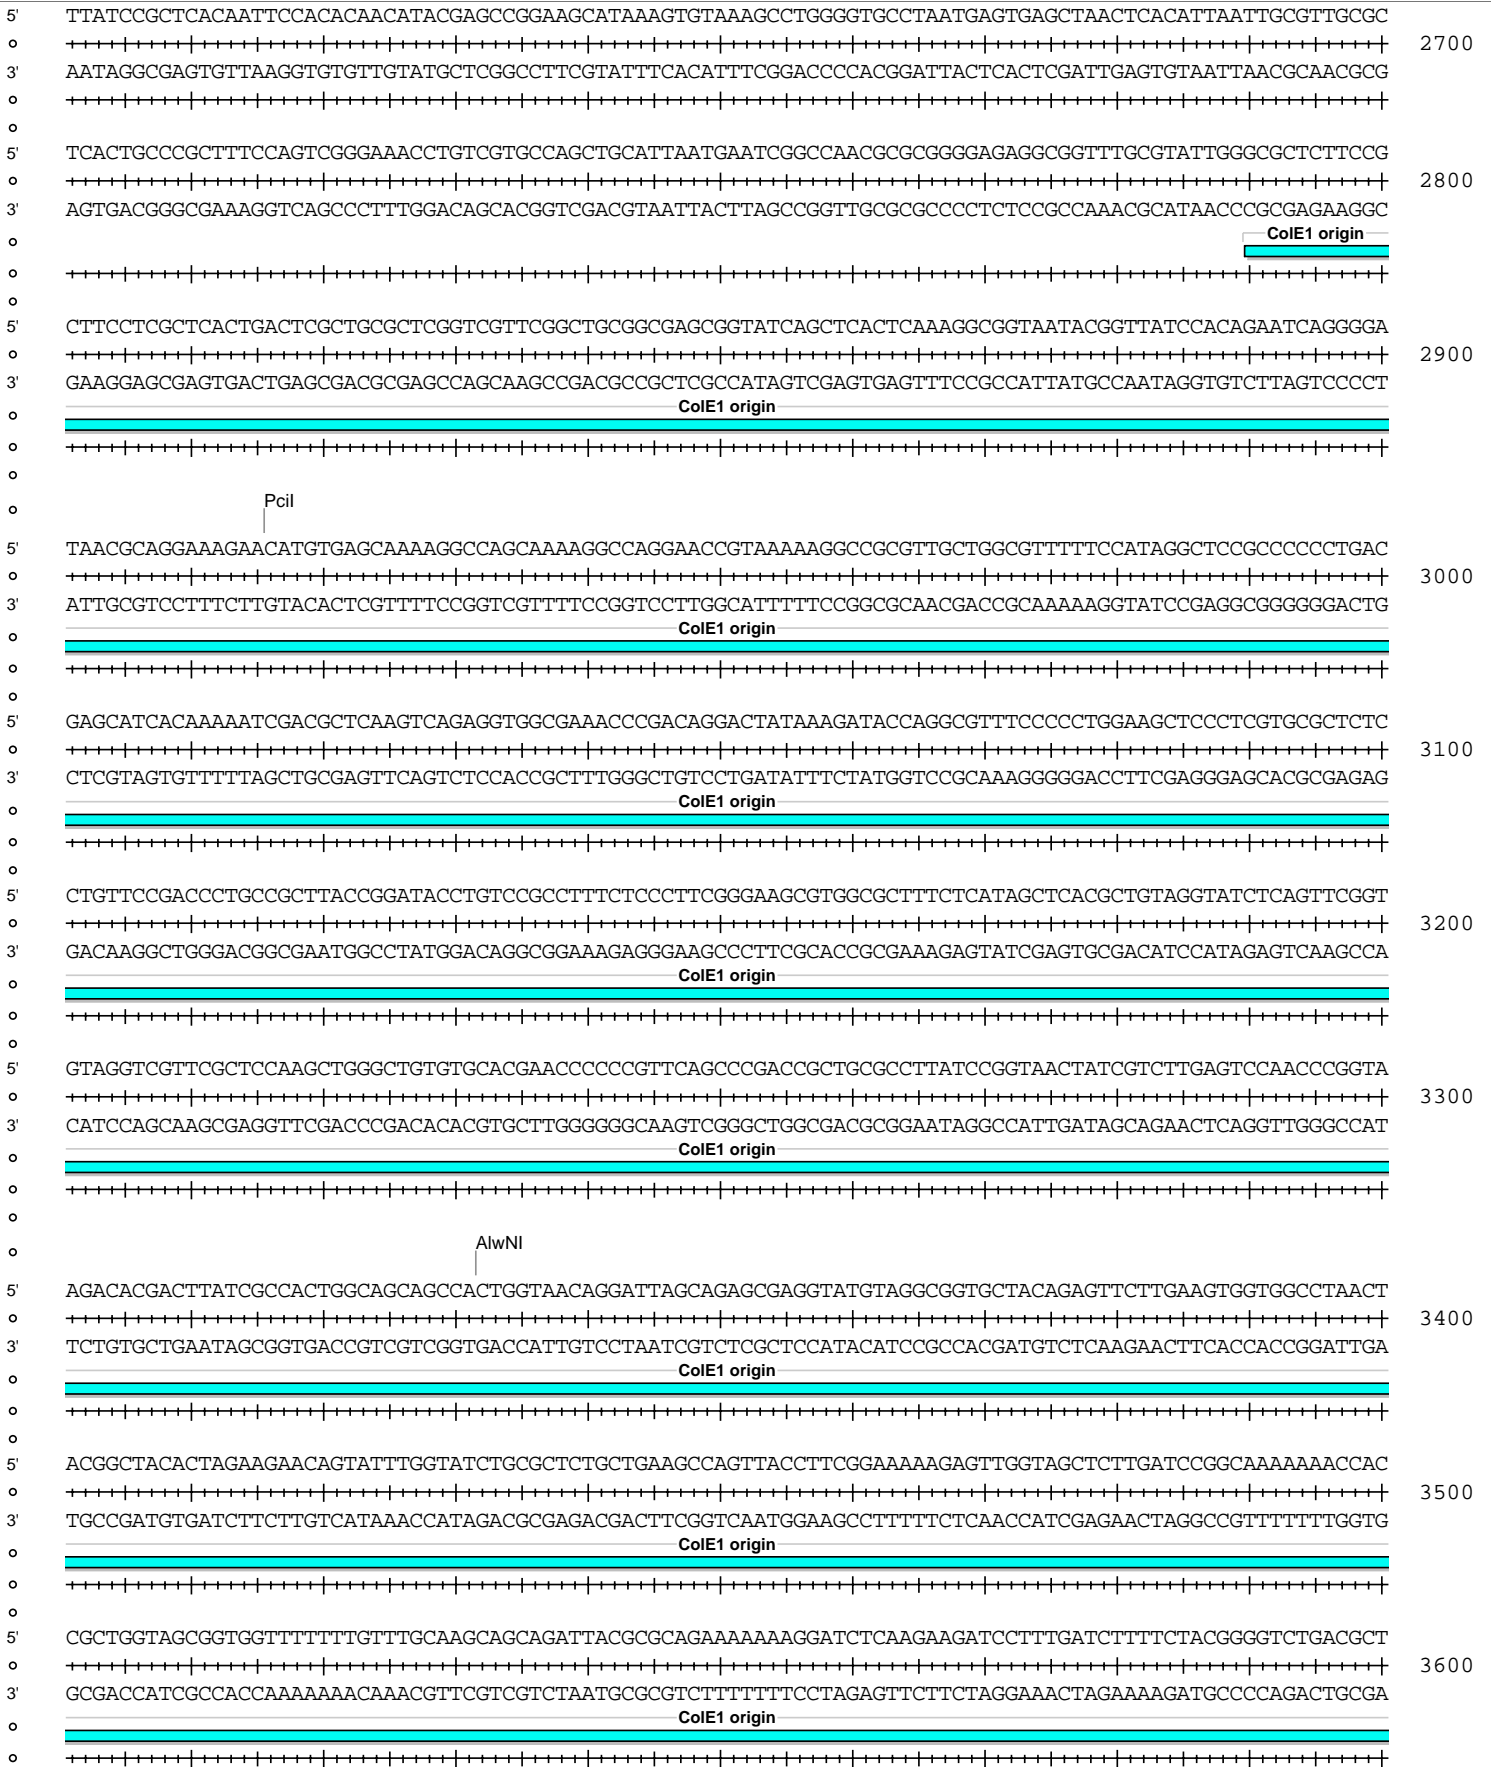 5' TTATCCGCTCACAATTCCACACAACATACGAGCCGGAAGCATAAAGTGTAAAGCCTGGGGTGCCTAATGAGTGAGCTAACTCACATTAATTGCGTTGCGC
2700
3' AATAGGCGAGTGTTAAGGTGTGTTGTATGCTCGGCCTTCGTATTTCACATTTCGGACCCCACGGATTACTCACTCGATTGAGTGTAATTAACGCAACGCG
5' TCACTGCCCGCTTTCCAGTCGGGAAACCTGTCGTGCCAGCTGCATTAATGAATCGGCCAACGCGCGGGGAGAGGCGGTTTGCGTATTGGGCGCTCTTCCG
2800
3' AGTGACGGGCGAAAGGTCAGCCCTTTGGACAGCACGGTCGACGTAATTACTTAGCCGGTTGCGCGCCCCTCTCCGCCAAACGCATAACCCGCGAGAAGGC
ColE1 origin
5' CTTCCTCGCTCACTGACTCGCTGCGCTCGGTCGTTCGGCTGCGGCGAGCGGTATCAGCTCACTCAAAGGCGGTAATACGGTTATCCACAGAATCAGGGGA
2900
3' GAAGGAGCGAGTGACTGAGCGACGCGAGCCAGCAAGCCGACGCCGCTCGCCATAGTCGAGTGAGTTTCCGCCATTATGCCAATAGGTGTCTTAGTCCCCT
ColE1 origin
PciI
5' TAACGCAGGAAAGAACATGTGAGCAAAAGGCCAGCAAAAGGCCAGGAACCGTAAAAAGGCCGCGTTGCTGGCGTTTTTCCATAGGCTCCGCCCCCCTGAC
3000
3' ATTGCGTCCTTTCTTGTACACTCGTTTTCCGGTCGTTTTCCGGTCCTTGGCATTTTTCCGGCGCAACGACCGCAAAAAGGTATCCGAGGCGGGGGGACTG
ColE1 origin
5' GAGCATCACAAAAATCGACGCTCAAGTCAGAGGTGGCGAAACCCGACAGGACTATAAAGATACCAGGCGTTTCCCCCTGGAAGCTCCCTCGTGCGCTCTC
3100
3' CTCGTAGTGTTTTTAGCTGCGAGTTCAGTCTCCACCGCTTTGGGCTGTCCTGATATTTCTATGGTCCGCAAAGGGGGACCTTCGAGGGAGCACGCGAGAG
ColE1 origin
5' CTGTTCCGACCCTGCCGCTTACCGGATACCTGTCCGCCTTTCTCCCTTCGGGAAGCGTGGCGCTTTCTCATAGCTCACGCTGTAGGTATCTCAGTTCGGT
3200
3' GACAAGGCTGGGACGGCGAATGGCCTATGGACAGGCGGAAAGAGGGAAGCCCTTCGCACCGCGAAAGAGTATCGAGTGCGACATCCATAGAGTCAAGCCA
ColE1 origin
5' GTAGGTCGTTCGCTCCAAGCTGGGCTGTGTGCACGAACCCCCCGTTCAGCCCGACCGCTGCGCCTTATCCGGTAACTATCGTCTTGAGTCCAACCCGGTA
3300
3' CATCCAGCAAGCGAGGTTCGACCCGACACACGTGCTTGGGGGGCAAGTCGGGCTGGCGACGCGGAATAGGCCATTGATAGCAGAACTCAGGTTGGGCCAT
ColE1 origin
AlwNI
5' AGACACGACTTATCGCCACTGGCAGCAGCCACTGGTAACAGGATTAGCAGAGCGAGGTATGTAGGCGGTGCTACAGAGTTCTTGAAGTGGTGGCCTAACT
3400
3' TCTGTGCTGAATAGCGGTGACCGTCGTCGGTGACCATTGTCCTAATCGTCTCGCTCCATACATCCGCCACGATGTCTCAAGAACTTCACCACCGGATTGA
ColE1 origin
5' ACGGCTACACTAGAAGAACAGTATTTGGTATCTGCGCTCTGCTGAAGCCAGTTACCTTCGGAAAAAGAGTTGGTAGCTCTTGATCCGGCAAAAAAACCAC
3500
3' TGCCGATGTGATCTTCTTGTCATAAACCATAGACGCGAGACGACTTCGGTCAATGGAAGCCTTTTTCTCAACCATCGAGAACTAGGCCGTTTTTTTGGTG
ColE1 origin
5' CGCTGGTAGCGGTGGTTTTTTTGTTTGCAAGCAGCAGATTACGCGCAGAAAAAAAGGATCTCAAGAAGATCCTTTGATCTTTTCTACGGGGTCTGACGCT
3600
3' GCGACCATCGCCACCAAAAAAACAAACGTTCGTCGTCTAATGCGCGTCTTTTTTTCCTAGAGTTCTTCTAGGAAACTAGAAAAGATGCCCCAGACTGCGA
ColE1 origin